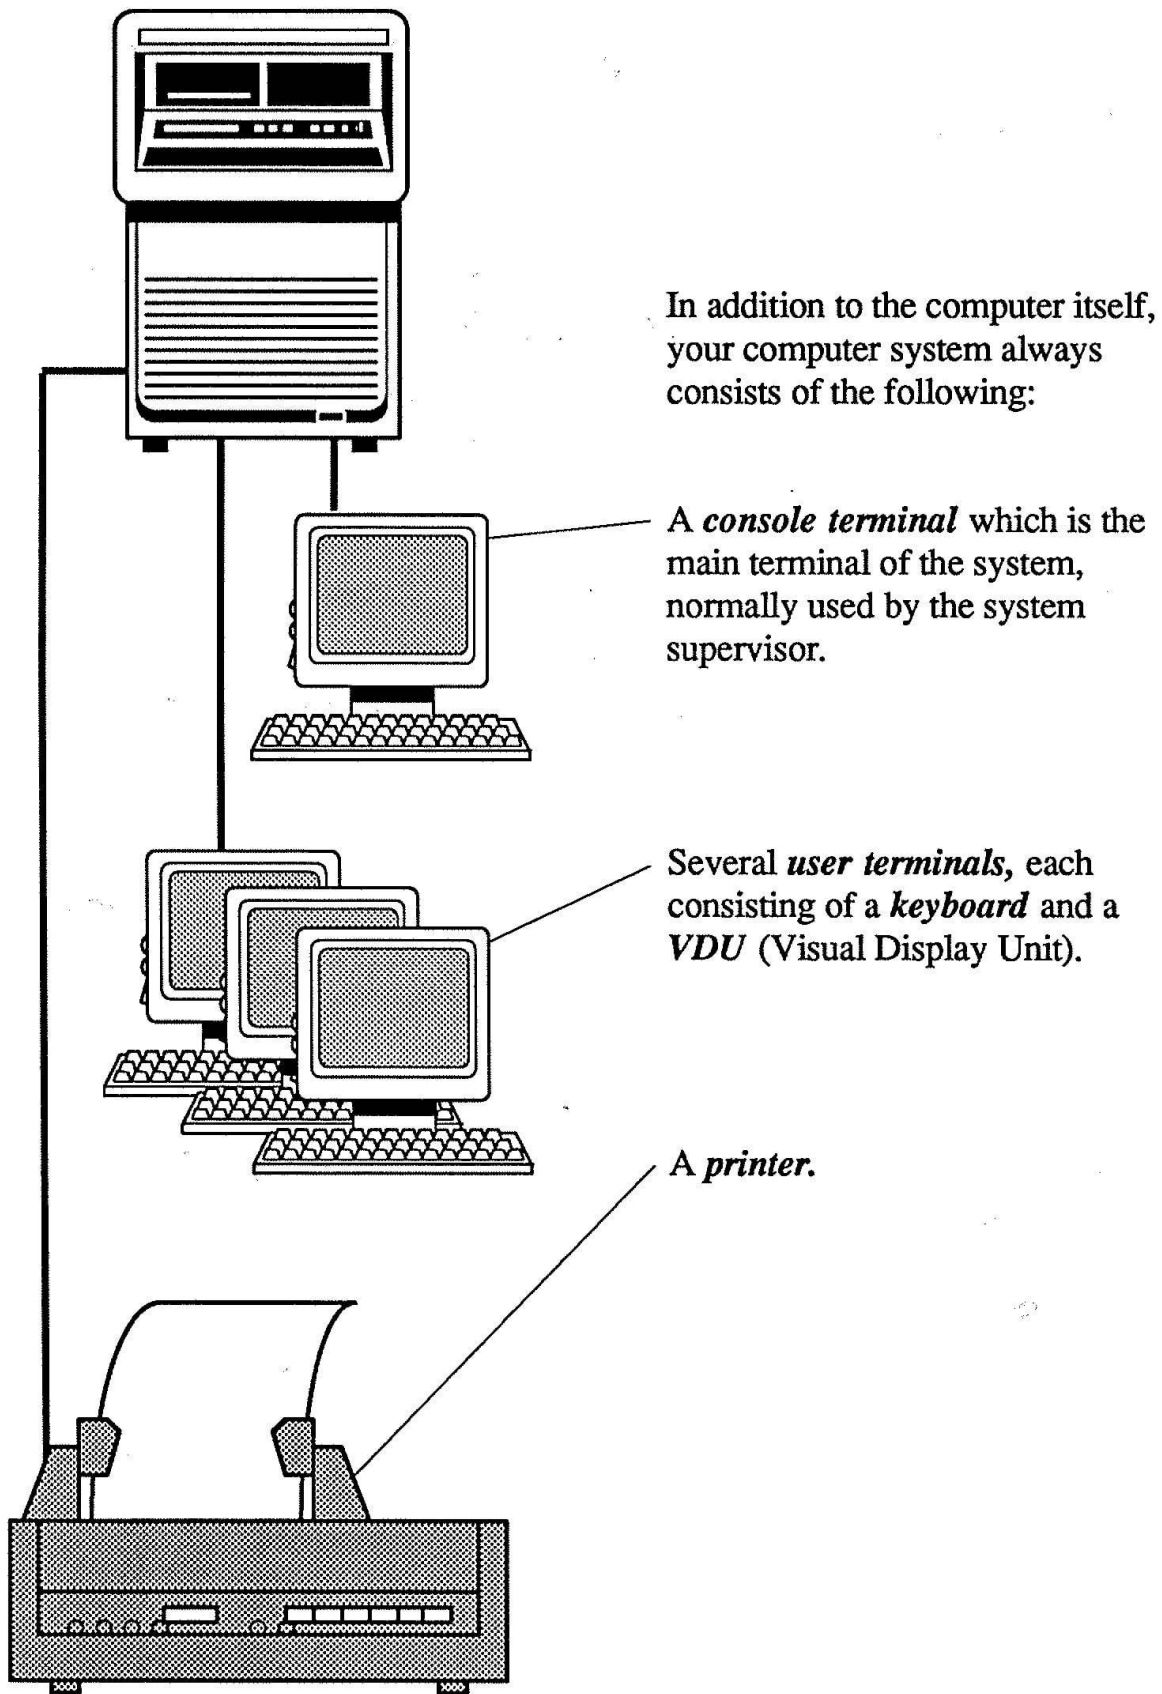 In addition to the computer itself,
your computer system always
consists of the following:
A console terminal which is the
main terminal of the system,
normally used by the system
supervisor.
Several user terminals, each
consisting of a keyboard and a
VDU (Visual Display Unit).
A printer.